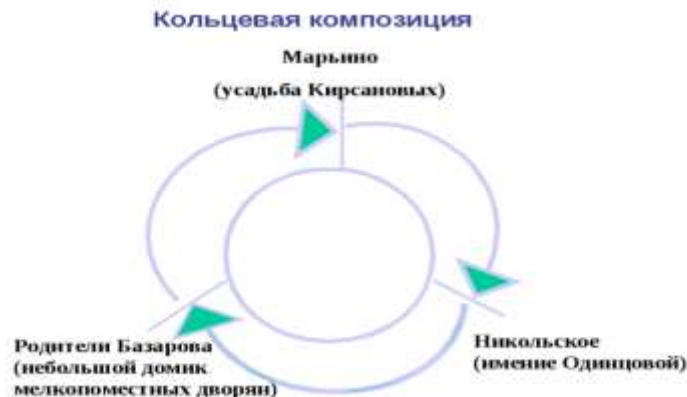 Кольцевая композиция
Марьино
(усадьба Кирсановых)
Родители Базарова
(небольшой домик
мелкопоместных дворян)
Никольское
(имение Одинцовой)